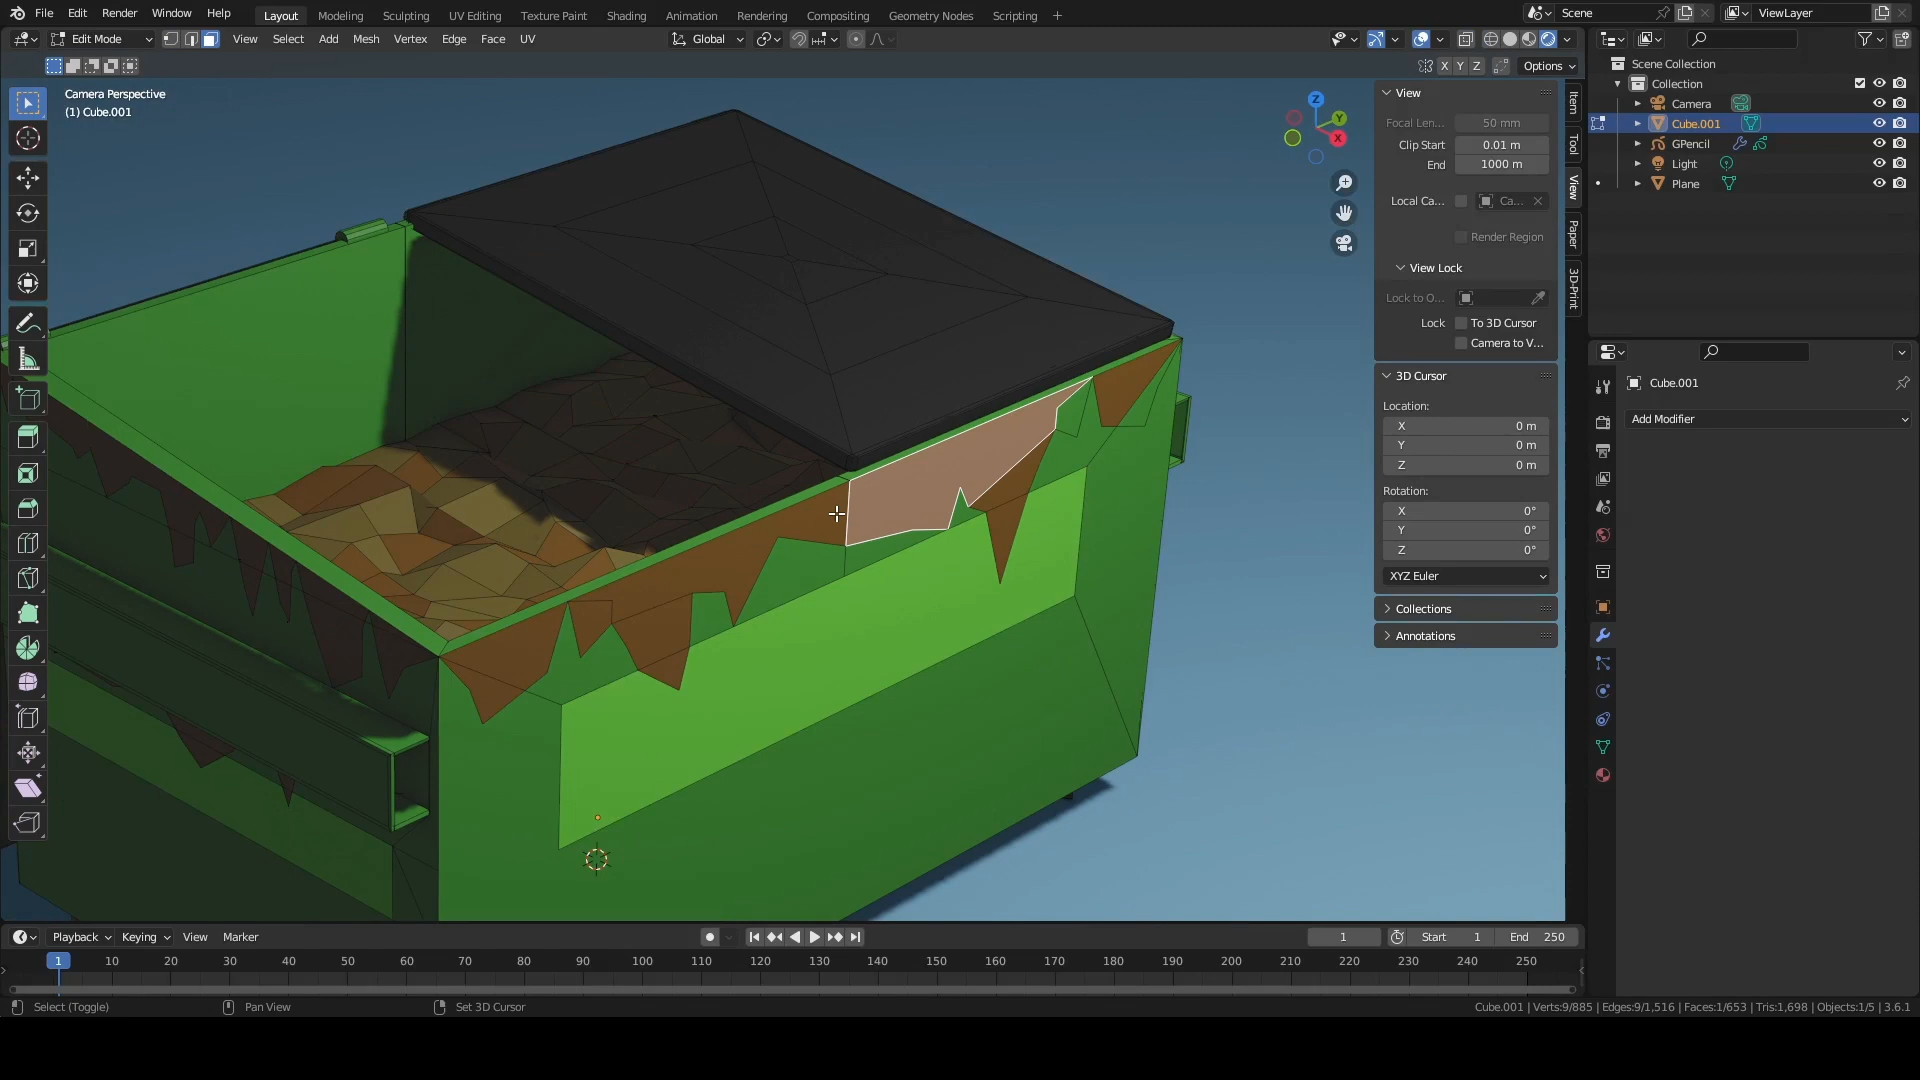 File Edit Render Window Help Layout Modeling Sculpting UV Editing Texture Paint Shading Animation Rendering Compositing Geometry Nodes Scripting + Scene ViewLayer
Edit Mode View Select Add Mesh Vertex Edge Face UV Global
X Y Z Options
Camera Perspective
(1) Cube.001
Z
Y
X
View
Focal Len... 50 mm
Clip Start 0.01 m
End 1000 m
Local Ca... Ca...
Render Region
View Lock
Lock to O...
Lock To 3D Cursor
Camera to V...
3D Cursor
Location:
X 0 m
Y 0 m
Z 0 m
Rotation:
X 0°
Y 0°
Z 0°
XYZ Euler
Collections
Annotations
Item
Tool
View
Paper
3D-Print
Scene Collection
Collection
Camera
Cube.001
GPencil
Light
Plane
Cube.001
Add Modifier
Playback Keying View Marker 1 Start 1 End 250
1 10 20 30 40 50 60 70 80 90 100 110 120 130 140 150 160 170 180 190 200 210 220 230 240 250
Select (Toggle) Pan View Set 3D Cursor Cube.001 | Verts:9/885 | Edges:9/1,516 | Faces:1/653 | Tris:1,698 | Objects:1/5 | 3.6.1